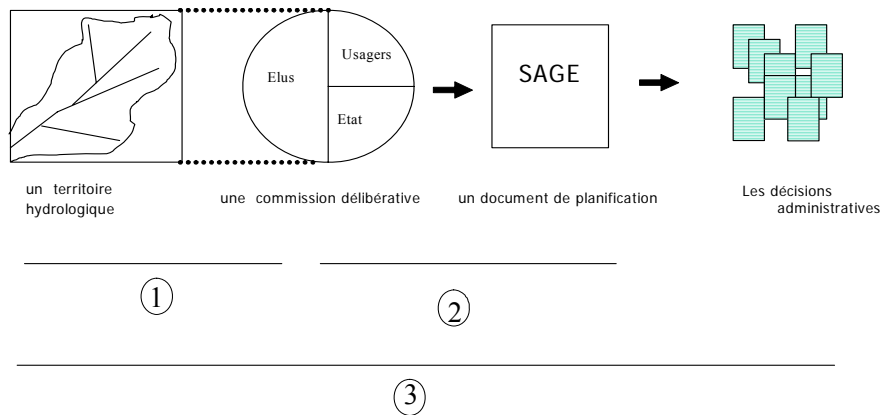 Elus
Usagers
Etat
SAGE
un territoire
hydrologique
une commission délibérative
un document de planification
Les décisions
administratives
1
2
3